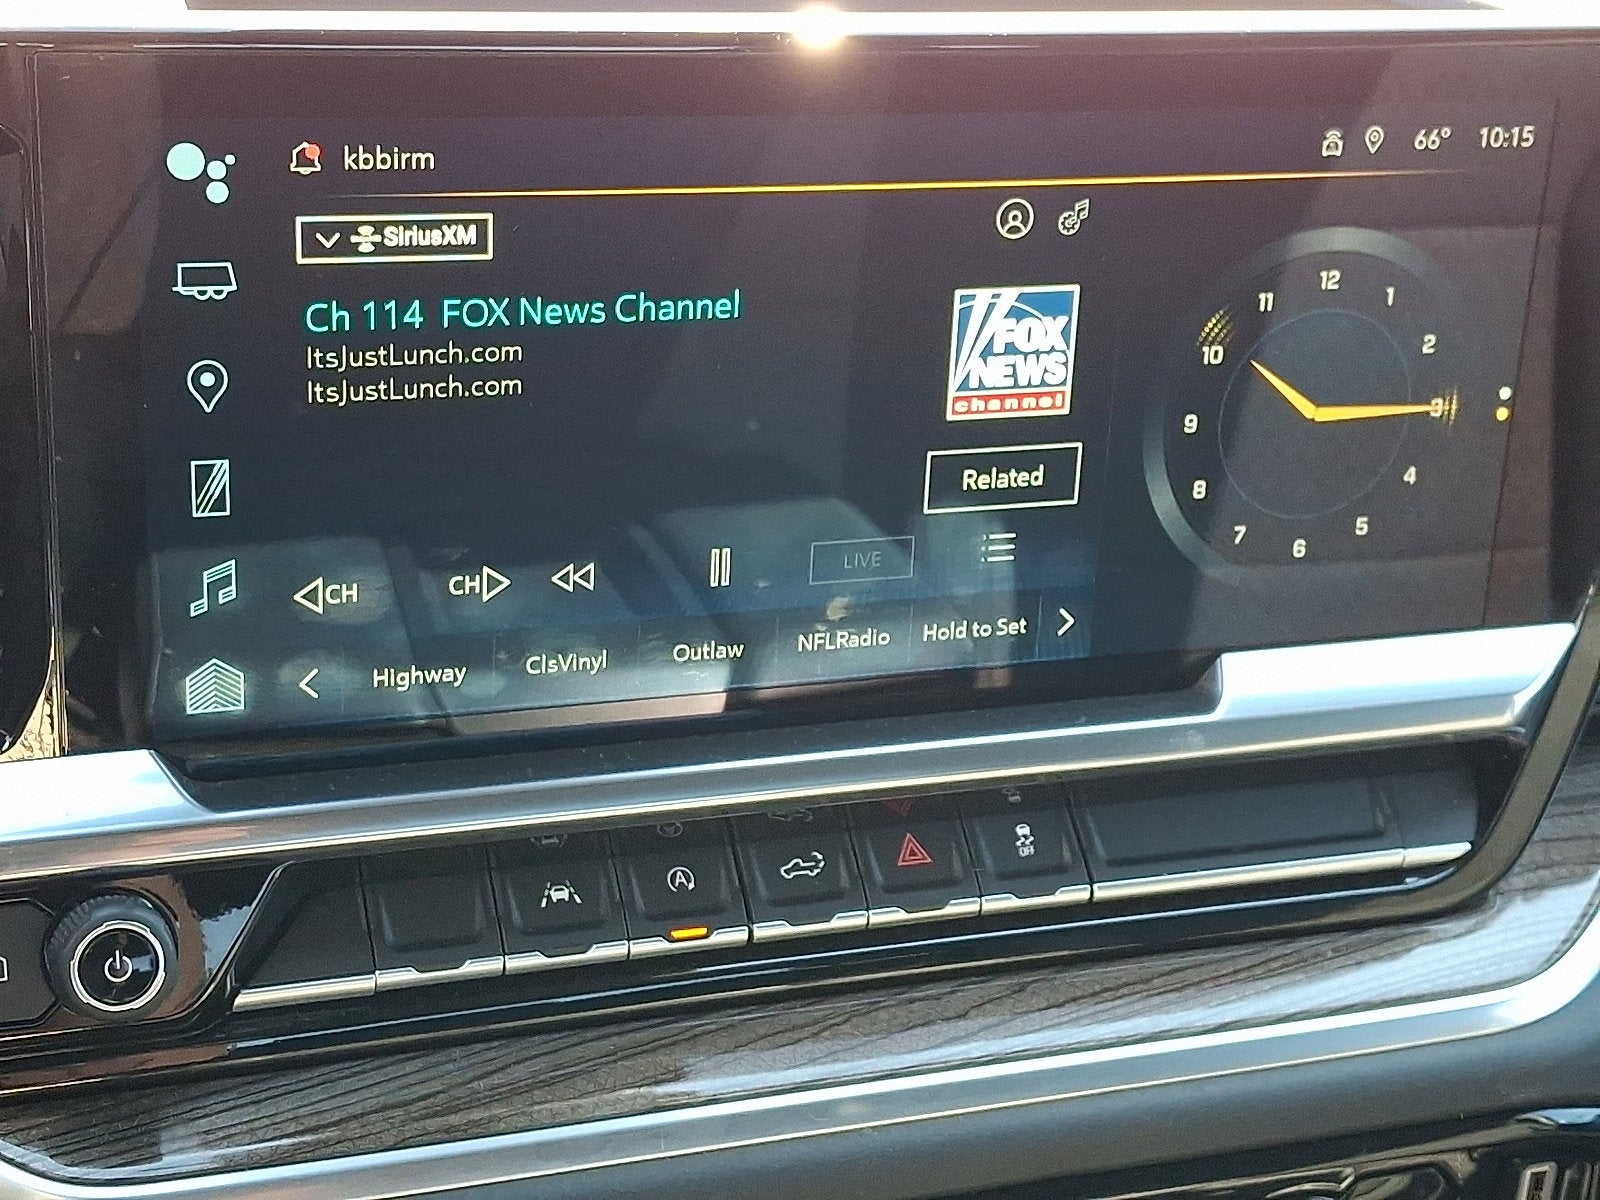 kbbirm
66° 10:15
SiriusXM
Ch 114 FOX News Channel
ItsJustLunch.com
ItsJustLunch.com
FOX
NEWS
channel
Related
12
1
2
3
4
5
6
7
8
9
10
11
CH
CH
LIVE
Highway ClsVinyl Outlaw NFLRadio Hold to Set
A
OFF